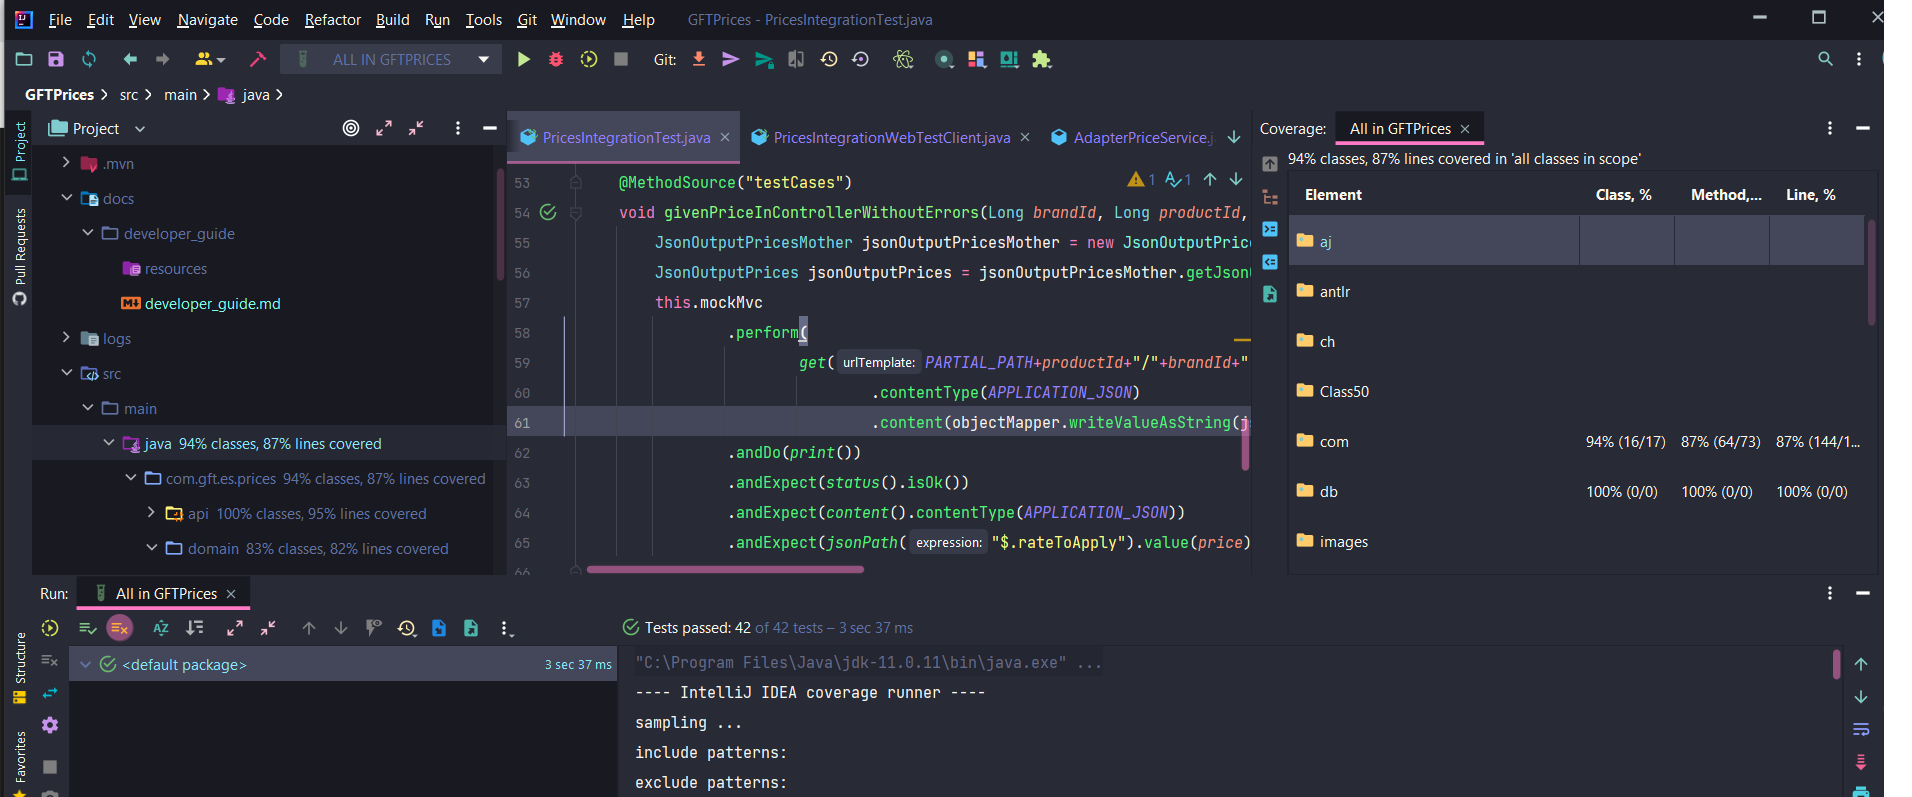 File Edit View Navigate Code Refactor Build Run Tools Git Window Help GFTPrices - PricesIntegrationTest.java
ALL IN GFTPRICES Git:
GFTPrices src main java
Project
Project
.mvn
docs
developer_guide
resources
developer_guide.md
logs
src
main
java 94% classes, 87% lines covered
com.gft.es.prices 94% classes, 87% lines covered
api 100% classes, 95% lines covered
domain 83% classes, 82% lines covered
Pull Requests
PricesIntegrationTest.java PricesIntegrationWebTestClient.java AdapterPriceService.j
1 1
53 @MethodSource("testCases")
54 void givenPriceInControllerWithoutErrors(Long brandId, Long productId,
55 JsonOutputPricesMother jsonOutputPricesMother = new JsonOutputPrice
56 JsonOutputPrices jsonOutputPrices = jsonOutputPricesMother.getJson
57 this.mockMvc
58 .perform(
59 get( urlTemplate: PARTIAL_PATH+productId+"/"+brandId+"
60 .contentType(APPLICATION_JSON)
61 .content(objectMapper.writeValueAsString(j
62 .andDo(print())
63 .andExpect(status().isOk())
64 .andExpect(content().contentType(APPLICATION_JSON))
65 .andExpect(jsonPath( expression: "$.rateToApply").value(price)
66
Coverage: All in GFTPrices
94% classes, 87% lines covered in 'all classes in scope'
Element Class, % Method,... Line, %
aj
antlr
ch
Class50
com 94% (16/17) 87% (64/73) 87% (144/1...
db 100% (0/0) 100% (0/0) 100% (0/0)
images
Run: All in GFTPrices
Tests passed: 42 of 42 tests – 3 sec 37 ms
<default package> 3 sec 37 ms
"C:\Program Files\Java\jdk-11.0.11\bin\java.exe" ...
---- IntelliJ IDEA coverage runner ----
sampling ...
include patterns:
exclude patterns:
Structure
Favorites